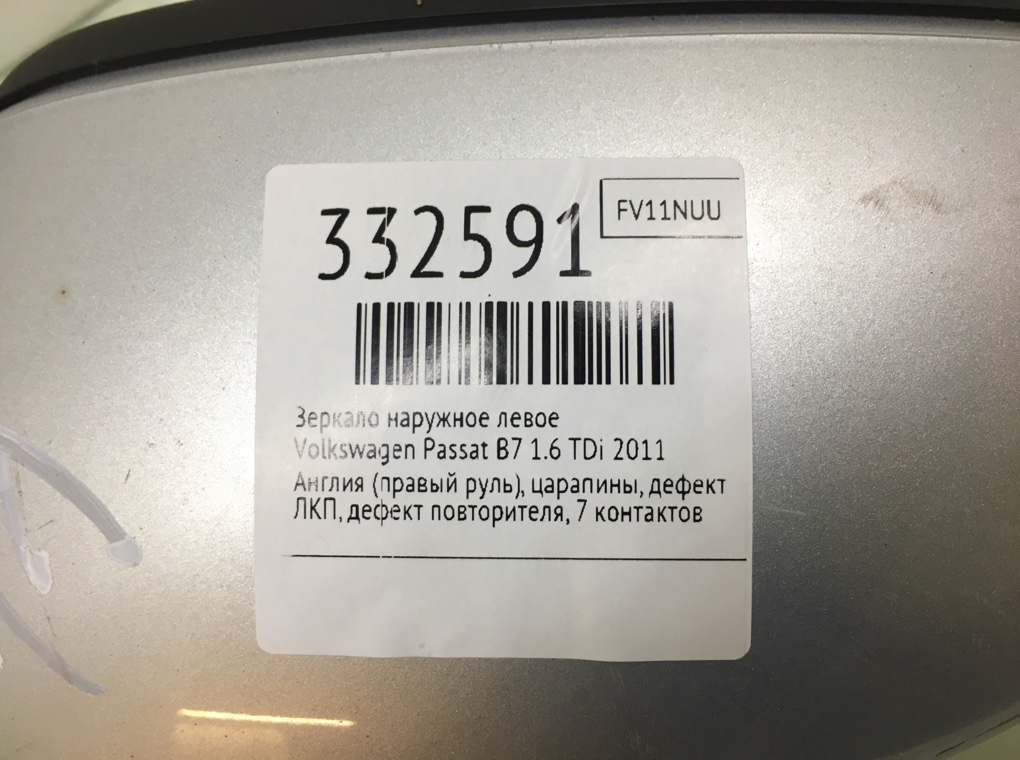 332591
FV11NUU
Зеркало наружное левое
Volkswagen Passat B7 1.6 TDi 2011
Англия (правый руль), царапины, дефект
ЛКП, дефект повторителя, 7 контактов